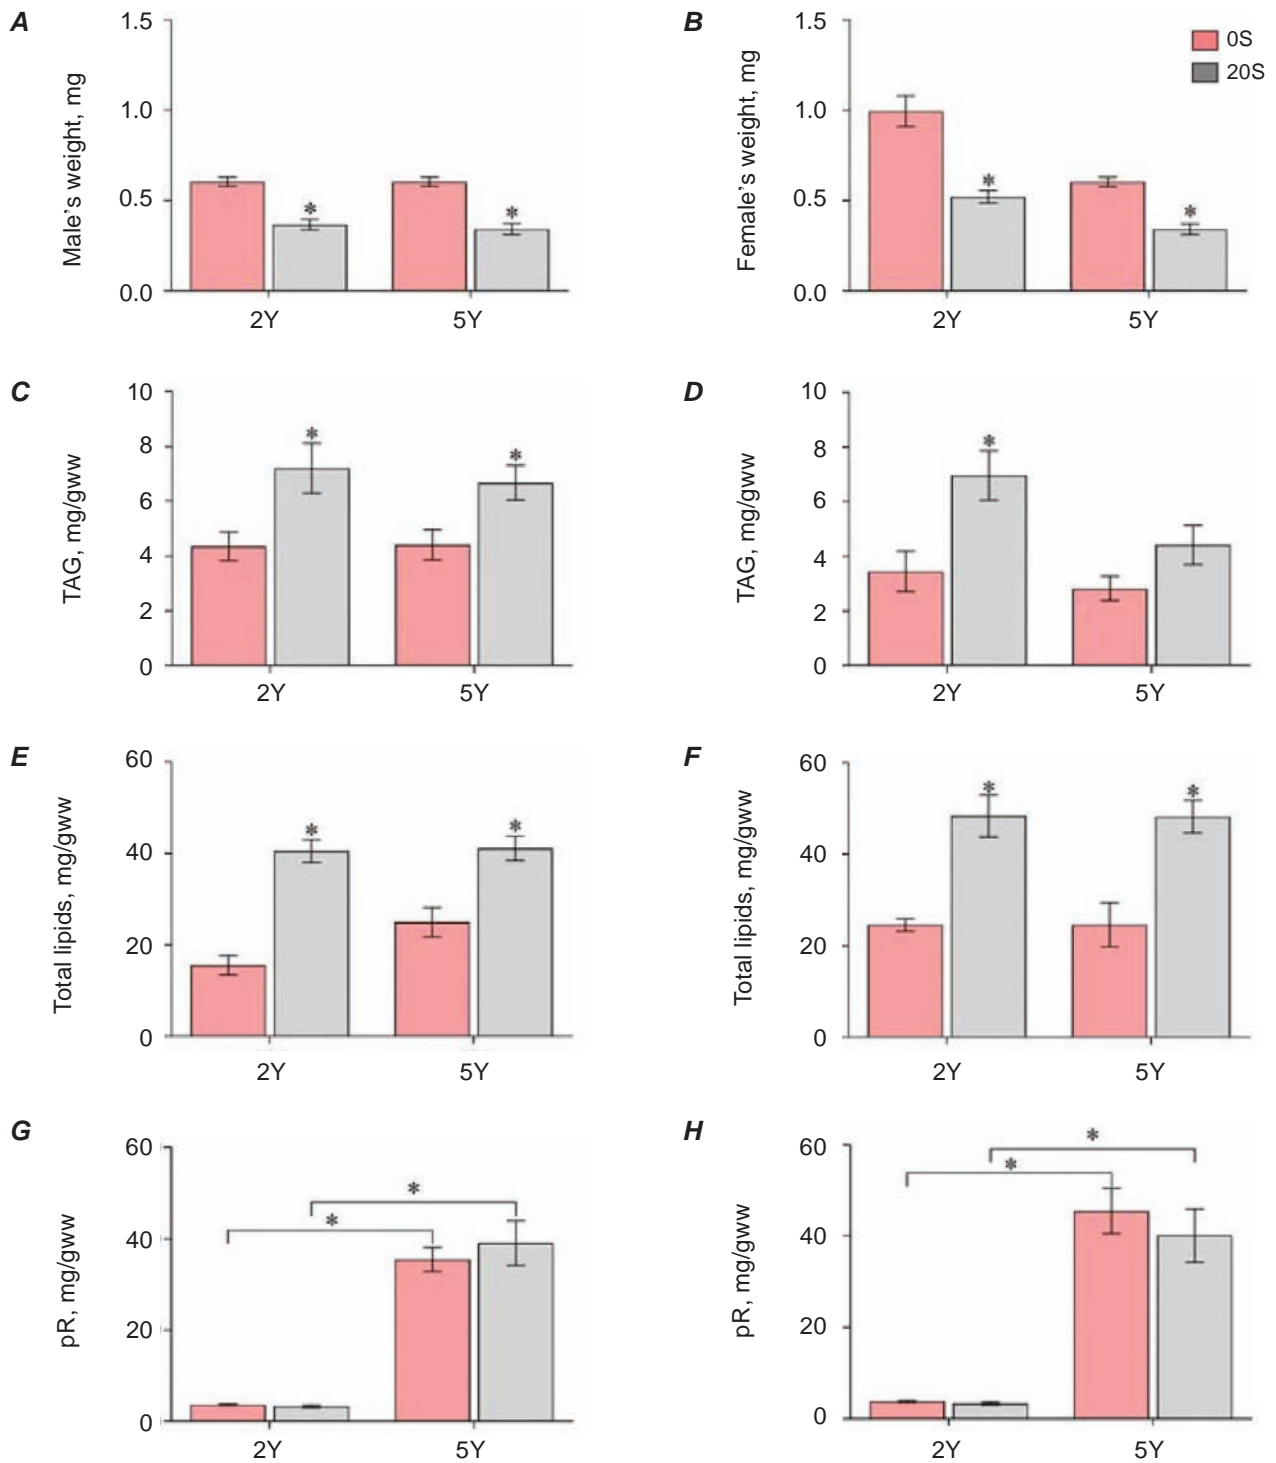 A
B
1.5
1.0
0.5
0.0
Male's weight, mg
*
*
2Y
5Y
1.5
1.0
0.5
0.0
Female's weight, mg
*
*
2Y
5Y
0S
20S
C
D
10
8
6
4
2
0
TAG, mg/gww
*
*
2Y
5Y
10
8
6
4
2
0
TAG, mg/gww
*
2Y
5Y
E
F
60
40
20
0
Total lipids, mg/gww
*
*
2Y
5Y
60
40
20
0
Total lipids, mg/gww
*
*
2Y
5Y
G
H
60
40
20
0
pR, mg/gww
*
*
2Y
5Y
60
40
20
0
pR, mg/gww
*
*
2Y
5Y